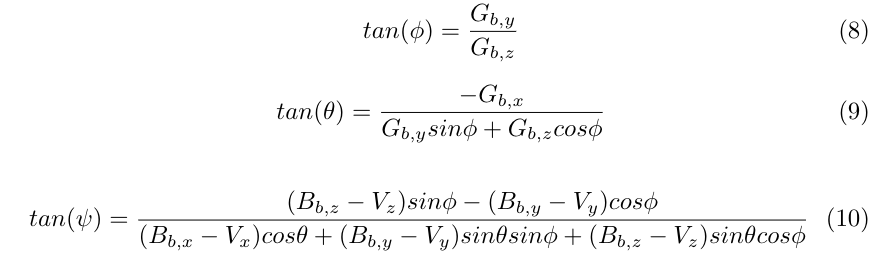 tan(ϕ) = G_{b,y} / G_{b,z} (8)
tan(θ) = −G_{b,x} / (G_{b,y}sinϕ + G_{b,z}cosϕ) (9)
tan(ψ) = ((B_{b,z} − V_z)sinϕ − (B_{b,y} − V_y)cosϕ) / ((B_{b,x} − V_x)cosθ + (B_{b,y} − V_y)sinθsinϕ + (B_{b,z} − V_z)sinθcosϕ) (10)